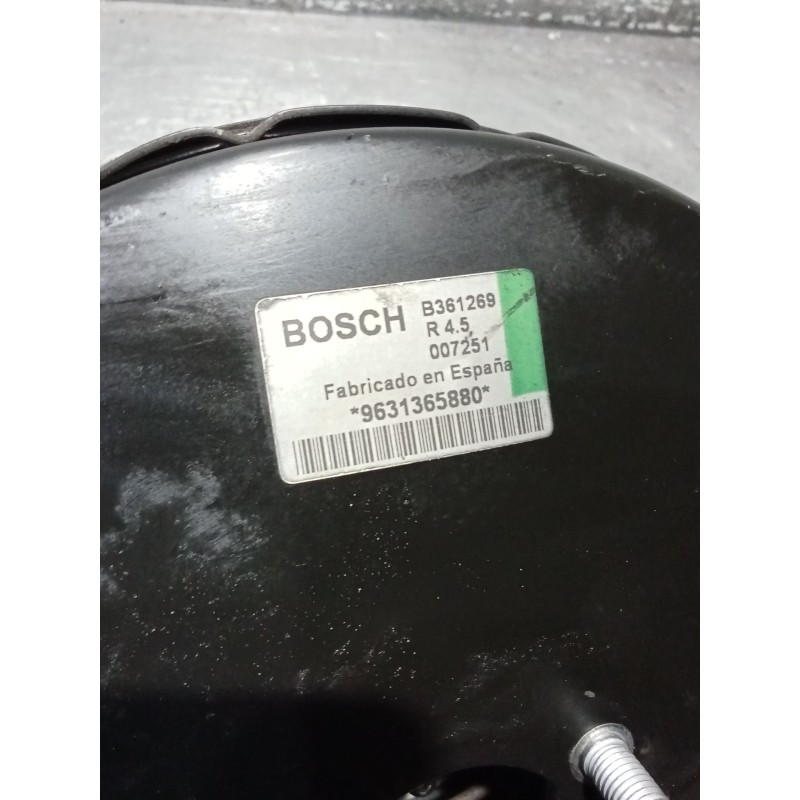 BOSCH B361269
R 4.5
007251
Fabricado en España
*9631365880*